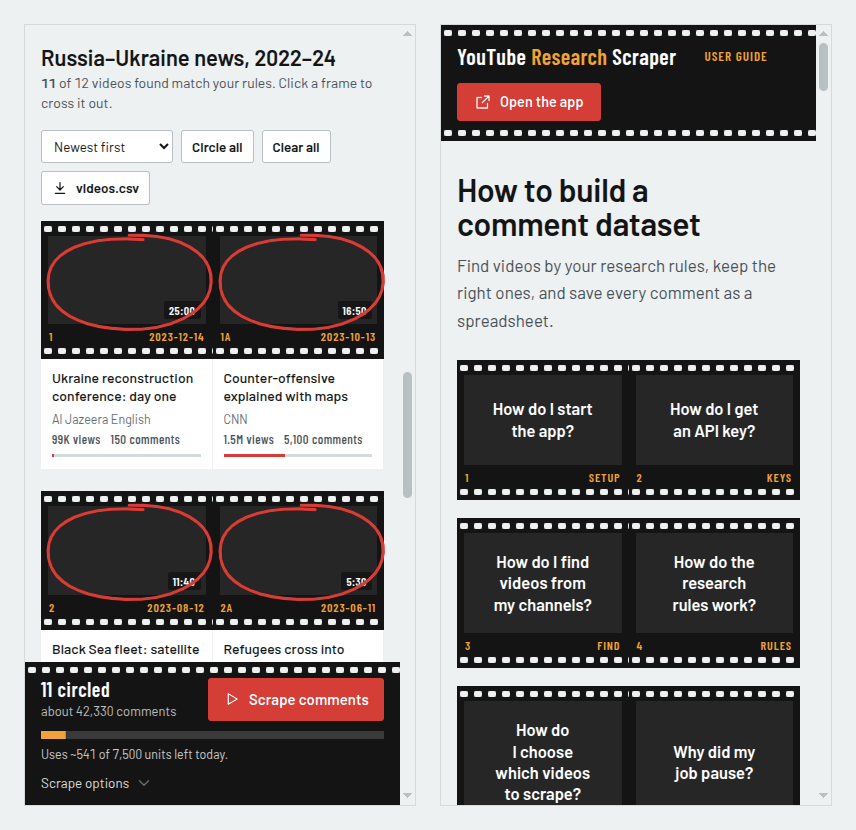 Russia–Ukraine news, 2022–24
11 of 12 videos found match your rules. Click a frame to
cross it out.
Newest first
Circle all
Clear all
videos.csv
25:00
16:50
1
2023-12-14
1A
2023-10-13
Ukraine reconstruction
conference: day one
Al Jazeera English
99K views 150 comments
Counter-offensive
explained with maps
CNN
1.5M views 5,100 comments
11:40
5:30
2
2023-08-12
2A
2023-06-11
Black Sea fleet: satellite
Refugees cross into
11 circled
about 42,330 comments
Scrape comments
Uses ~541 of 7,500 units left today.
Scrape options
YouTube Research Scraper
USER GUIDE
Open the app
How to build a
comment dataset
Find videos by your research rules, keep the
right ones, and save every comment as a
spreadsheet.
How do I start
the app?
1
SETUP
How do I get
an API key?
2
KEYS
How do I find
videos from
my channels?
3
FIND
How do the
research
rules work?
4
RULES
How do
I choose
which videos
to scrape?
Why did my
job pause?